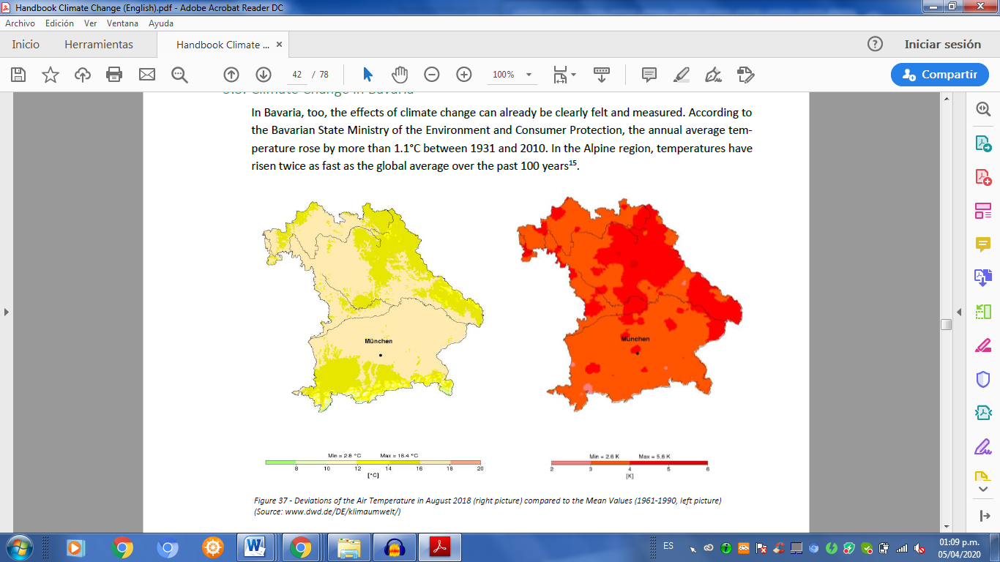 Handbook Climate Change (English).pdf - Adobe Acrobat Reader DC
Archivo Edición Ver Ventana Ayuda
Inicio Herramientas Handbook Climate ... × Iniciar sesión
42 / 78 100% Compartir
Climate Change in Bavaria
In Bavaria, too, the effects of climate change can already be clearly felt and measured. According to
the Bavarian State Ministry of the Environment and Consumer Protection, the annual average tem-
perature rose by more than 1.1°C between 1931 and 2010. In the Alpine region, temperatures have
risen twice as fast as the global average over the past 100 years¹⁵.
München
München
Min = 2.8 °C Max = 18.4 °C
8 10 12 14 16 18 20
[°C]
Min = 2.6 K Max = 5.6 K
2 3 4 5 6
[K]
Figure 37 - Deviations of the Air Temperature in August 2018 (right picture) compared to the Mean Values (1961-1990, left picture)
(Source: www.dwd.de/DE/klimaumwelt/)
ES
01:09 p.m.
05/04/2020